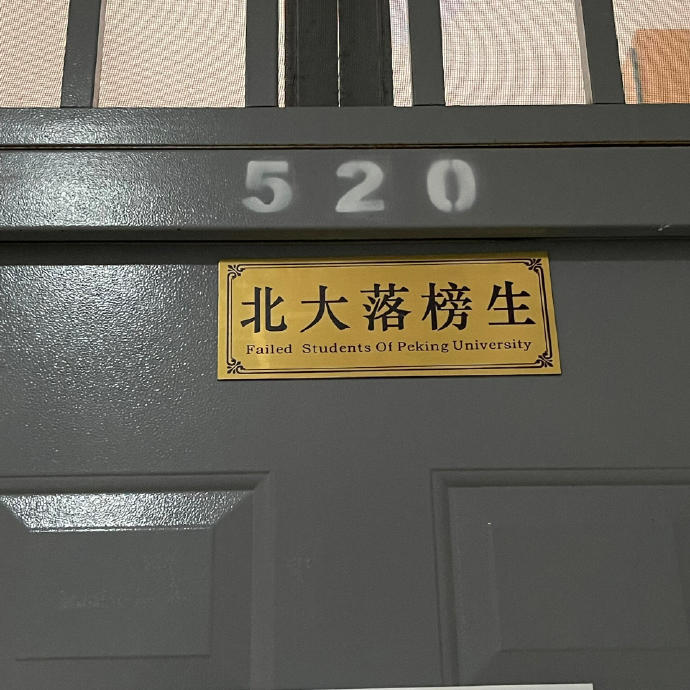 520
北大落榜生
Failed Students Of Peking University